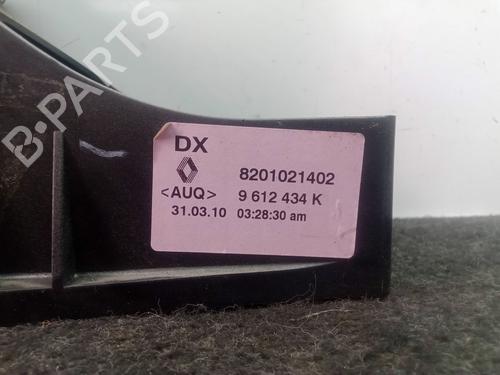 DX
8201021402
<AUQ> 9 612 434 K
31.03.10 03:28:30 am
B-PARTS